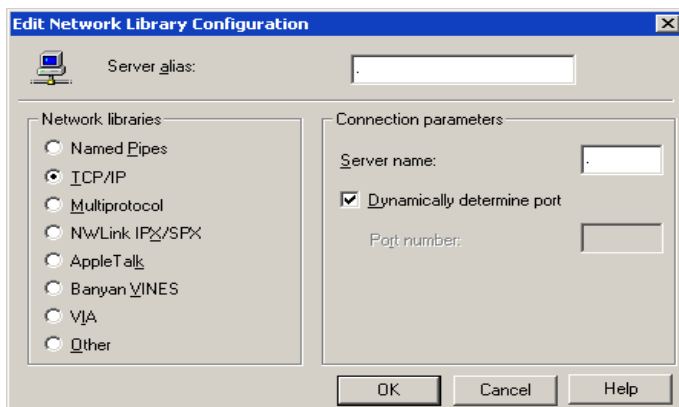 Edit Network Library Configuration
Server alias: .
Network libraries
Named Pipes
TCP/IP
Multiprotocol
NWLink IPX/SPX
AppleTalk
Banyan VINES
VIA
Other
Connection parameters
Server name: .
Dynamically determine port
Port number:
OK Cancel Help